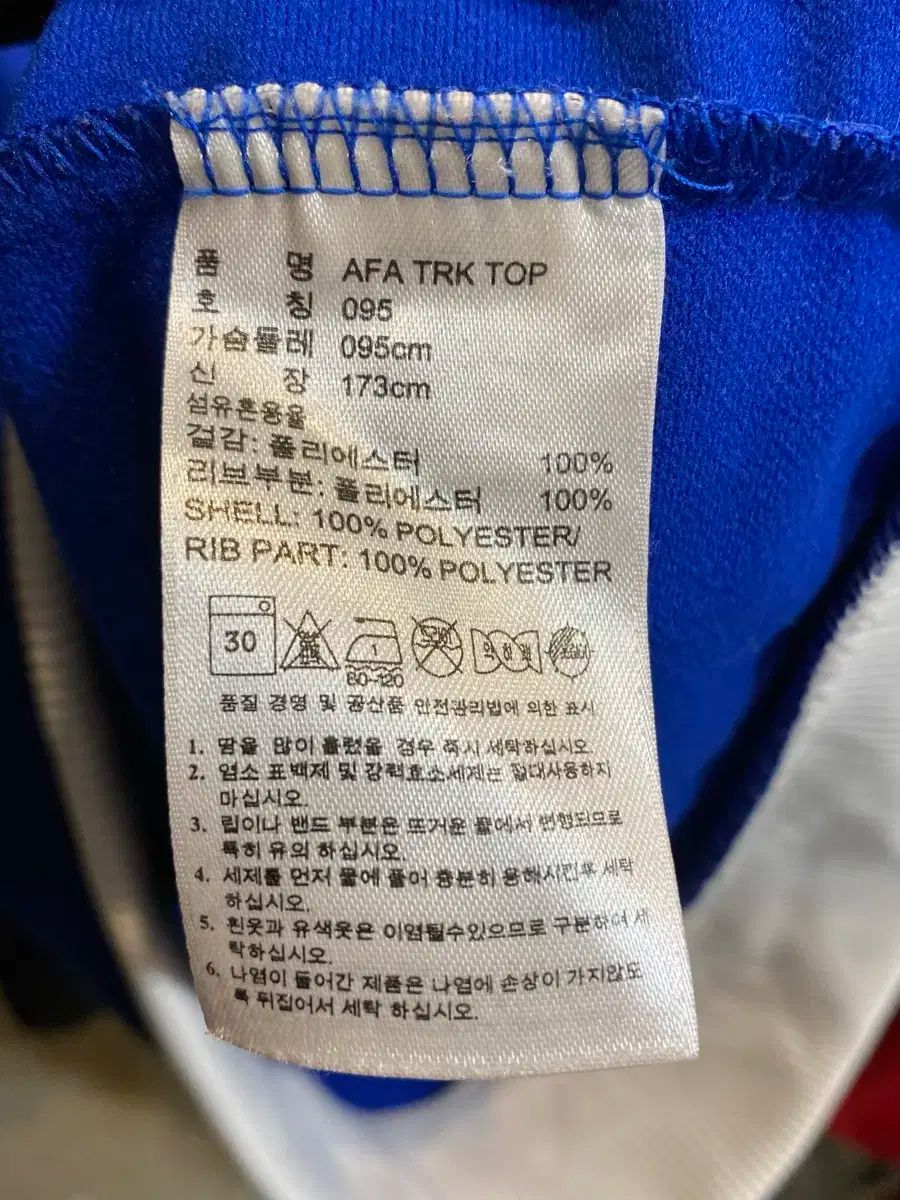 품 명 AFA TRK TOP
호 칭 095
가슴둘레 095cm
신 장 173cm
섬유혼용율
겉감: 폴리에스터 100%
리브부분: 폴리에스터 100%
SHELL: 100% POLYESTER/
RIB PART: 100% POLYESTER
30
1
80-120
품질 경영 및 공산품 안전관리법에 의한 표시
1. 땀을 많이 흘렸을 경우 즉시 세탁하십시오.
2. 염소 표백제 및 강력효소세제는 절대사용하지
마십시오.
3. 립이나 밴드 부분은 뜨거운 물에서 변형되므로
특히 유의 하십시오.
4. 세제를 먼저 물에 풀어 충분히 용해시킨후 세탁
하십시오.
5. 흰옷과 유색옷은 이염될수있으므로 구분하여 세
탁하십시오.
6. 나염이 들어간 제품은 나염에 손상이 가지않도
록 뒤집어서 세탁 하십시오.